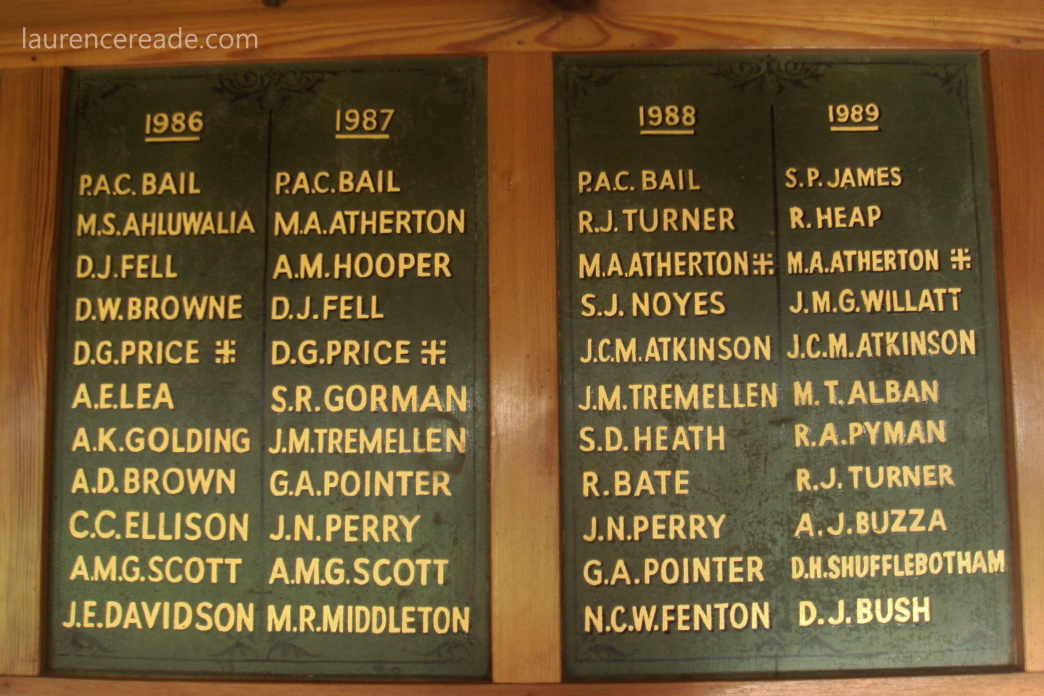 laurencereade.com
1986
P.A.C. BAIL
M.S. AHLUWALIA
D.J. FELL
D.W. BROWNE
D.G. PRICE ⌗
A.E. LEA
A.K. GOLDING
A.D. BROWN
C.C. ELLISON
A.M.G. SCOTT
J.E. DAVIDSON
1987
P.A.C. BAIL
M.A. ATHERTON
A.M. HOOPER
D.J. FELL
D.G. PRICE ⌗
S.R. GORMAN
J.M. TREMELLEN
G.A. POINTER
J.N. PERRY
A.M.G. SCOTT
M.R. MIDDLETON
1988
P.A.C. BAIL
R.J. TURNER
M.A. ATHERTON ⌗
S.J. NOYES
J.C.M. ATKINSON
J.M. TREMELLEN
S.D. HEATH
R. BATE
J.N. PERRY
G.A. POINTER
N.C.W. FENTON
1989
S.P. JAMES
R. HEAP
M.A. ATHERTON ⌗
J.M.G. WILLATT
J.C.M. ATKINSON
M.T. ALBAN
R.A. PYMAN
R.J. TURNER
A.J. BUZZA
D.H. SHUFFLEBOTHAM
D.J. BUSH